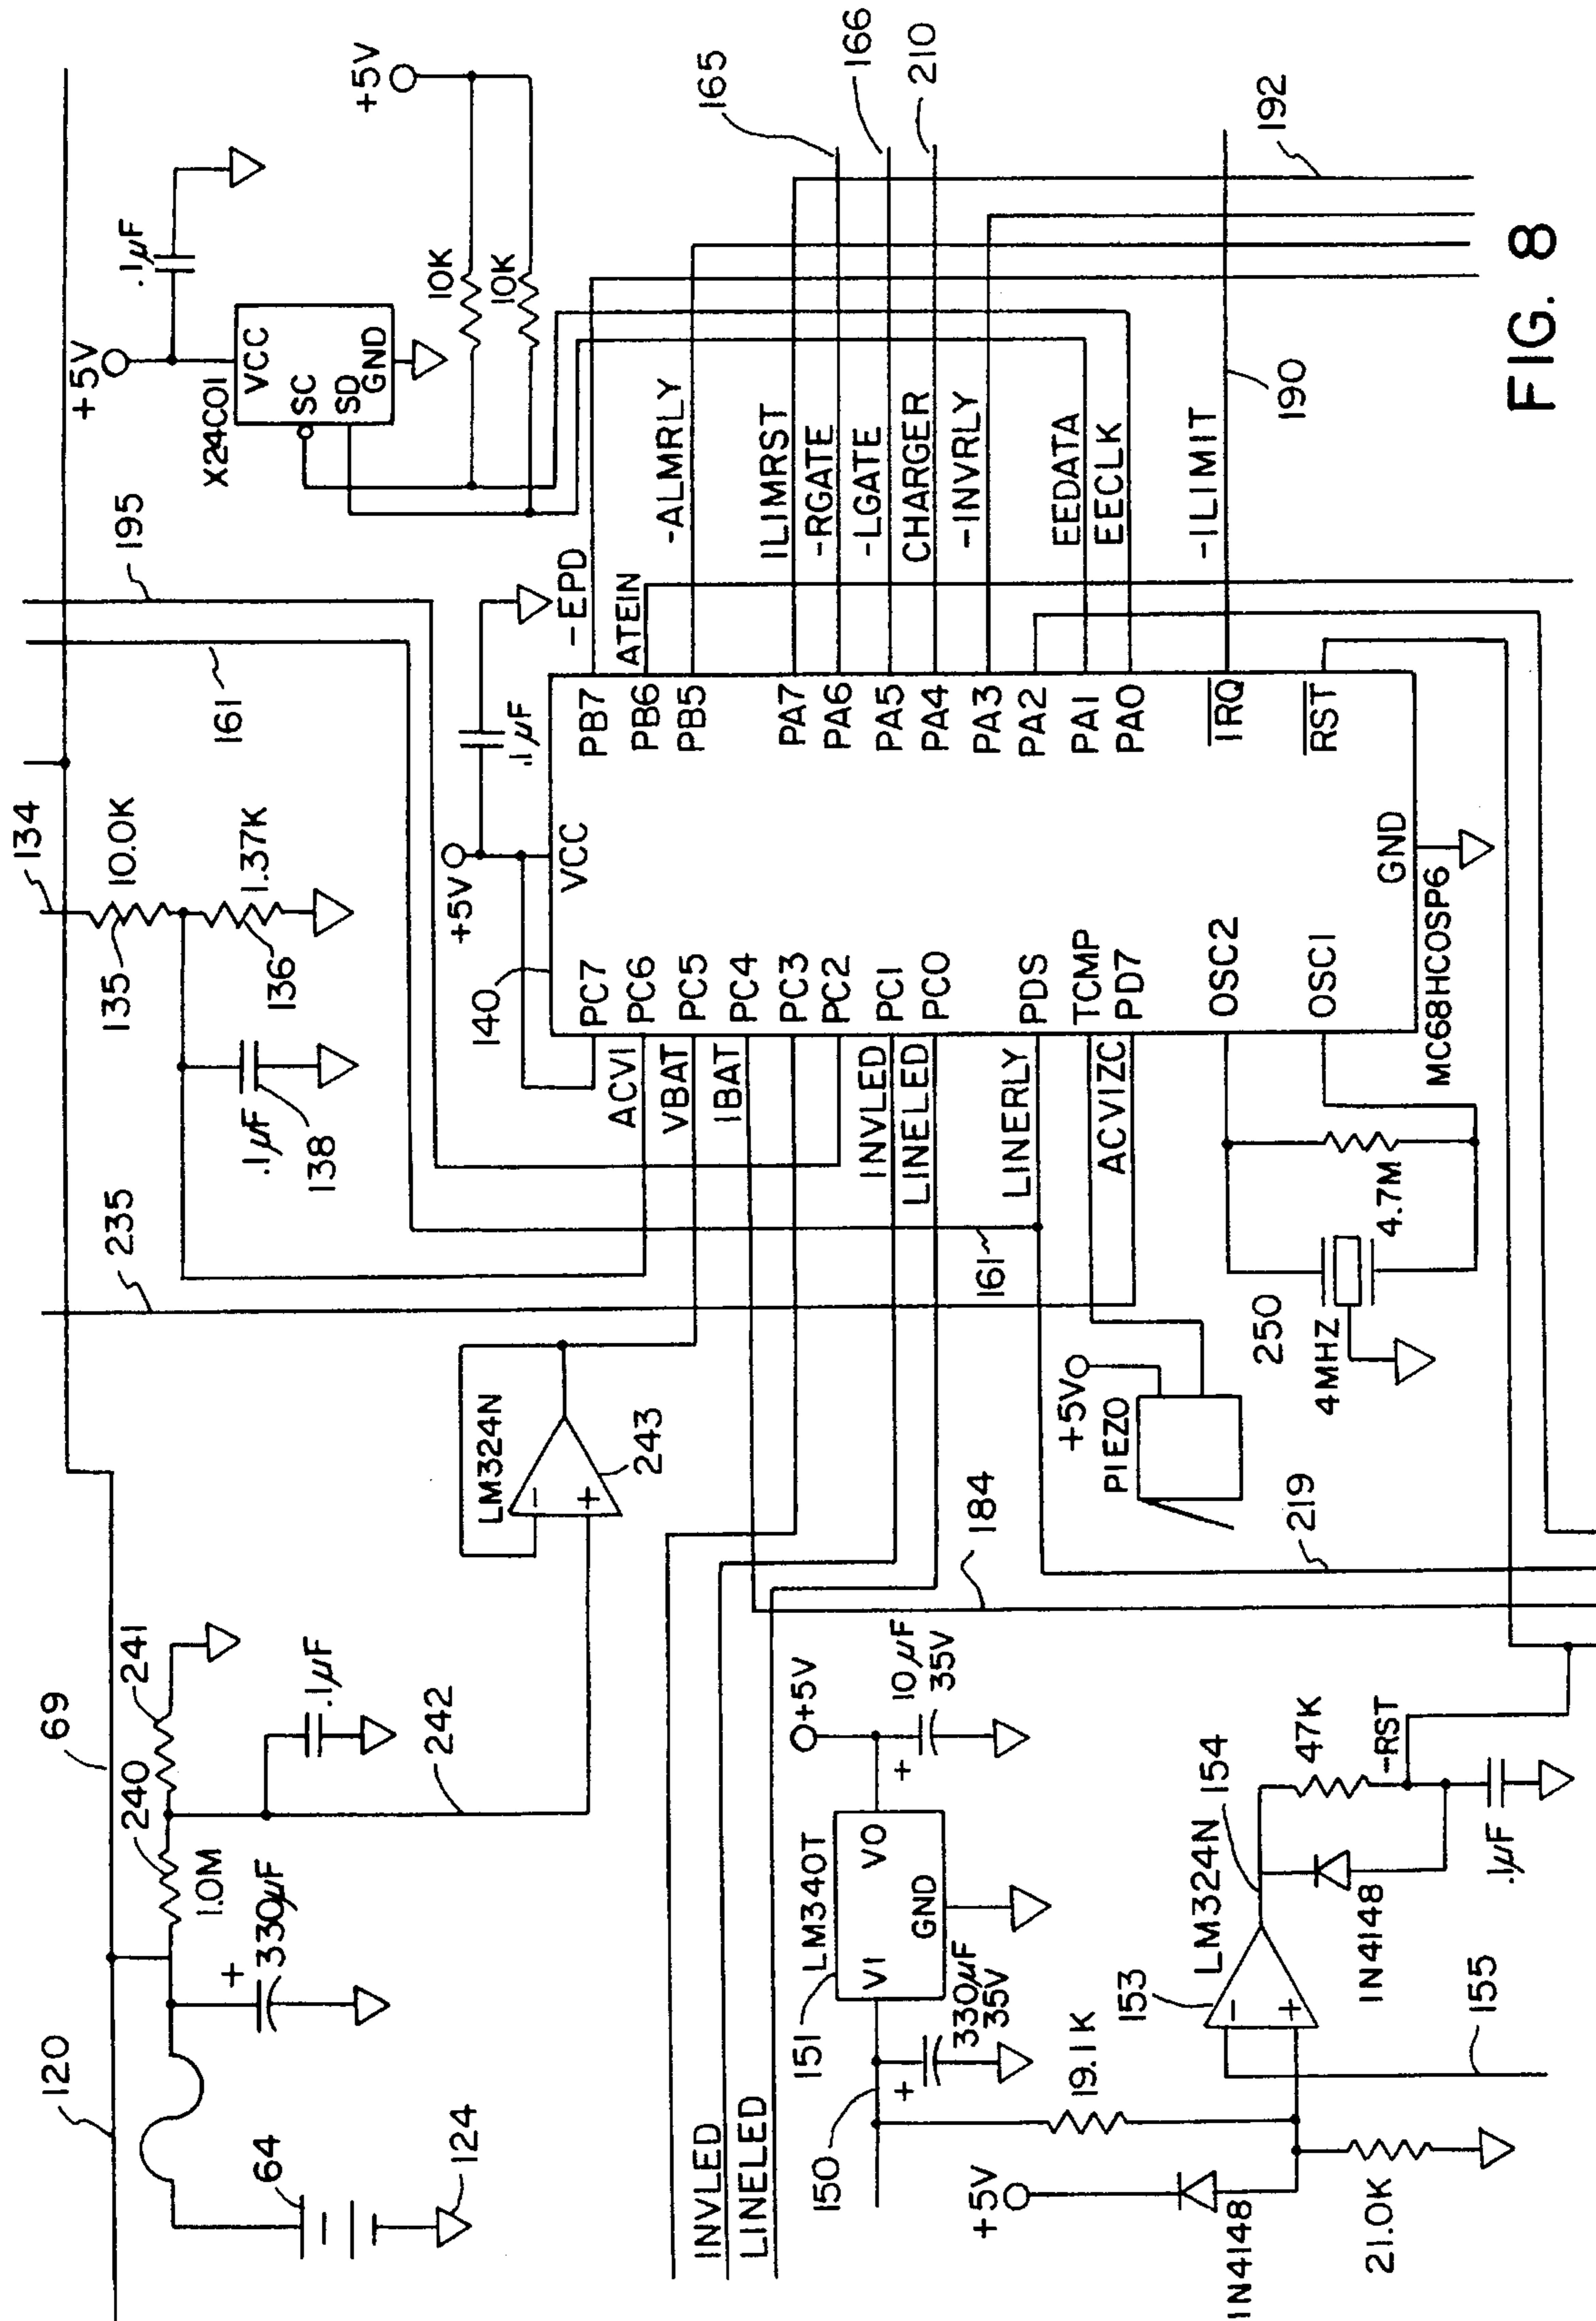 120
69
240
241
1.0M
330µF
+
.1µF
242
64
124
LM324N
-
+
243
235
134
135
10.0K
136
1.37K
.1µF
138
161
195
+5V
X24C01
VCC
SC
SD
GND
.1µF
10K
10K
+5V
+5V
.1µF
140
VCC
PC7
PC6
PC5
PC4
PC3
PC2
PC1
PC0
PDS
TCMP
PD7
OSC2
OSC1
PB7
PB6
PB5
PA7
PA6
PA5
PA4
PA3
PA2
PA1
PA0
IRQ
RST
GND
MC68HC0SP6
ACV1
VBAT
IBAT
INVLED
LINELED
LINERLY
ACV1ZC
-EPD
ATEIN
-ALMRLY
ILIMRST
-RGATE
-LGATE
CHARGER
-INVRLY
EEDATA
EECLK
-ILIMIT
165
166
210
190
192
161
INVLED
LINELED
150
151
LM340T
VI
VO
GND
+
330µF
35V
+5V
+
10µF
35V
184
+5V
PIEZO
219
250
4MHZ
4.7M
19.1K
+5V
1N4148
21.0K
153
LM324N
-
+
154
155
1N4148
47K
-RST
.1µF
FIG. 8